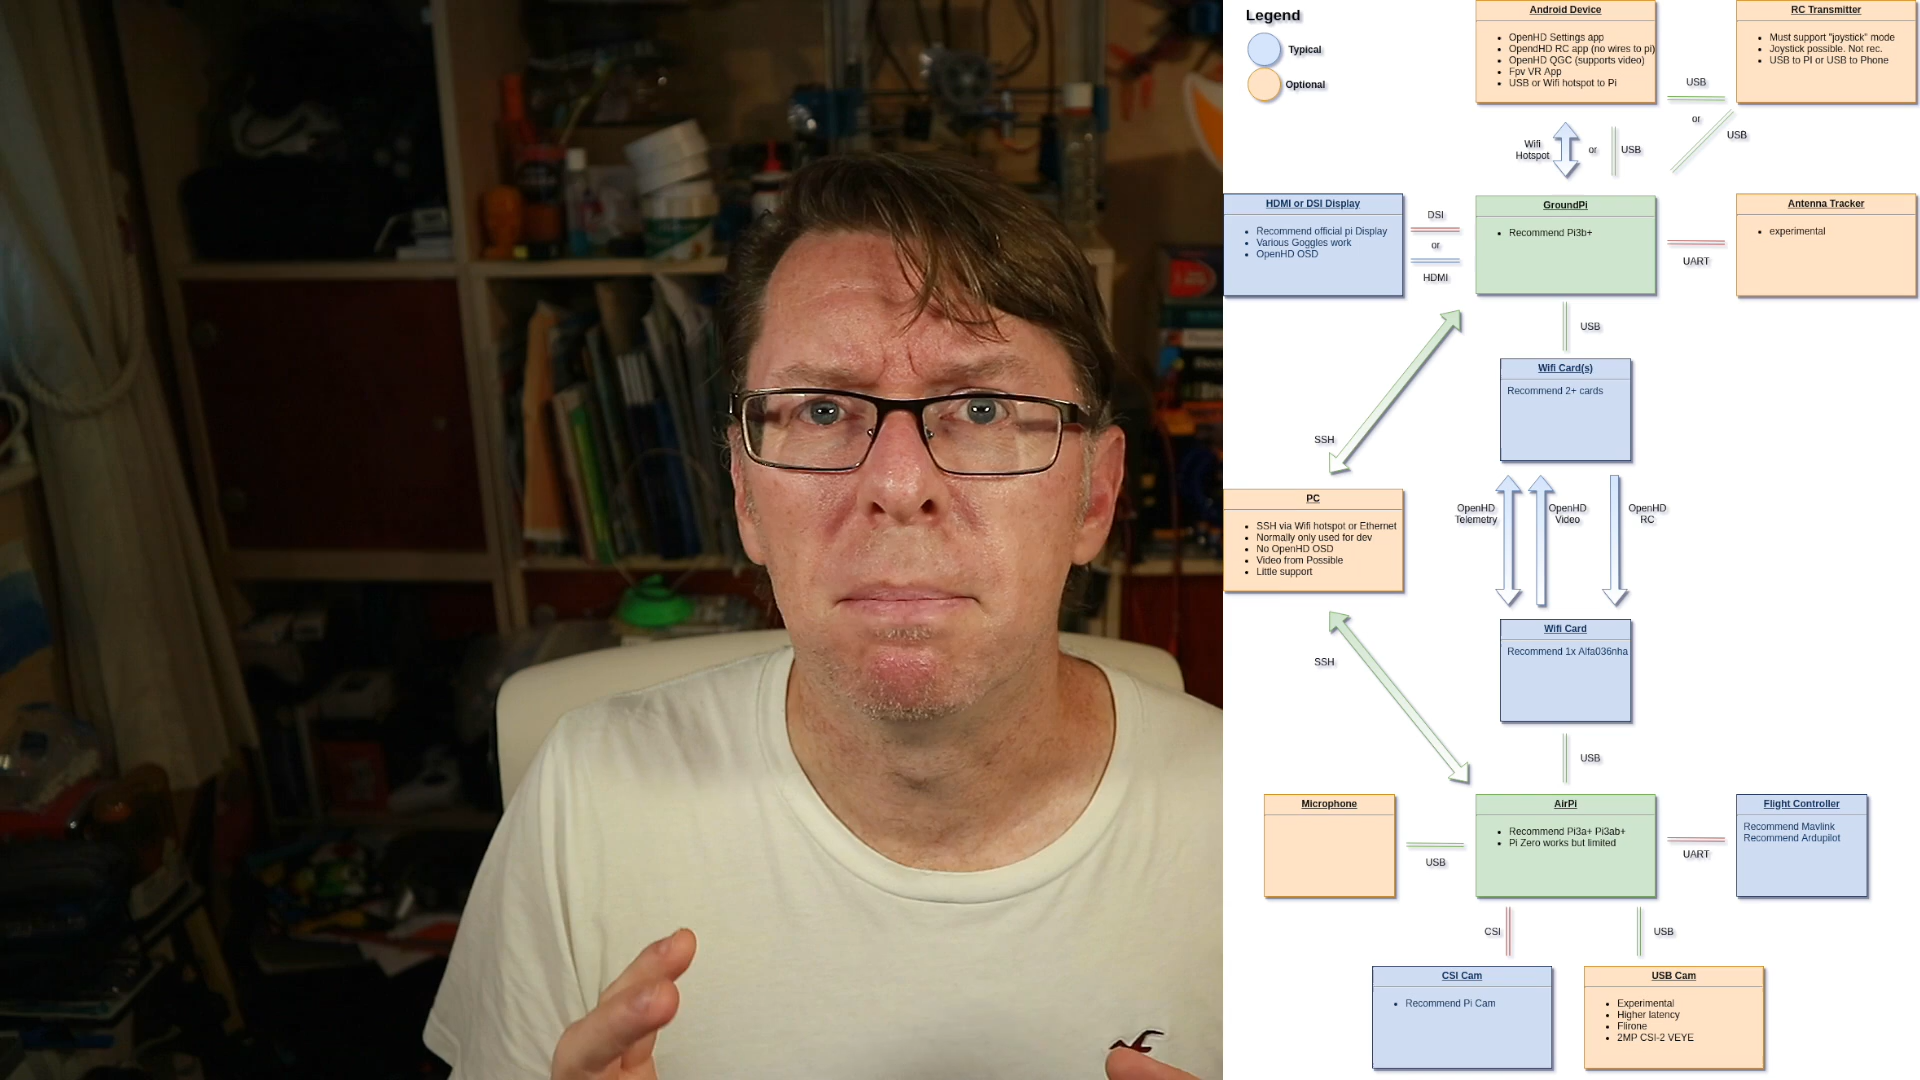 Legend
Typical
Optional
Android Device
OpenHD Settings app
OpendHD RC app (no wires to pi)
OpenHD QGC (supports video)
Fpv VR App
USB or Wifi hotspot to Pi
RC Transmitter
Must support "joystick" mode
Joystick possible. Not rec.
USB to PI or USB to Phone
USB
or
USB
Wifi
Hotspot
or
USB
HDMI or DSI Display
Recommend official pi Display
Various Goggles work
OpenHD OSD
DSI
or
HDMI
GroundPi
Recommend Pi3b+
UART
Antenna Tracker
experimental
USB
Wifi Card(s)
Recommend 2+ cards
SSH
PC
SSH via Wifi hotspot or Ethernet
Normally only used for dev
No OpenHD OSD
Video from Possible
Little support
OpenHD
Telemetry
OpenHD
Video
OpenHD
RC
Wifi Card
Recommend 1x Alfa036nha
SSH
USB
Microphone
USB
AirPi
Recommend Pi3a+ Pi3ab+
Pi Zero works but limited
UART
Flight Controller
Recommend Mavlink
Recommend Ardupilot
CSI
USB
CSI Cam
Recommend Pi Cam
USB Cam
Experimental
Higher latency
Flirone
2MP CSI-2 VEYE